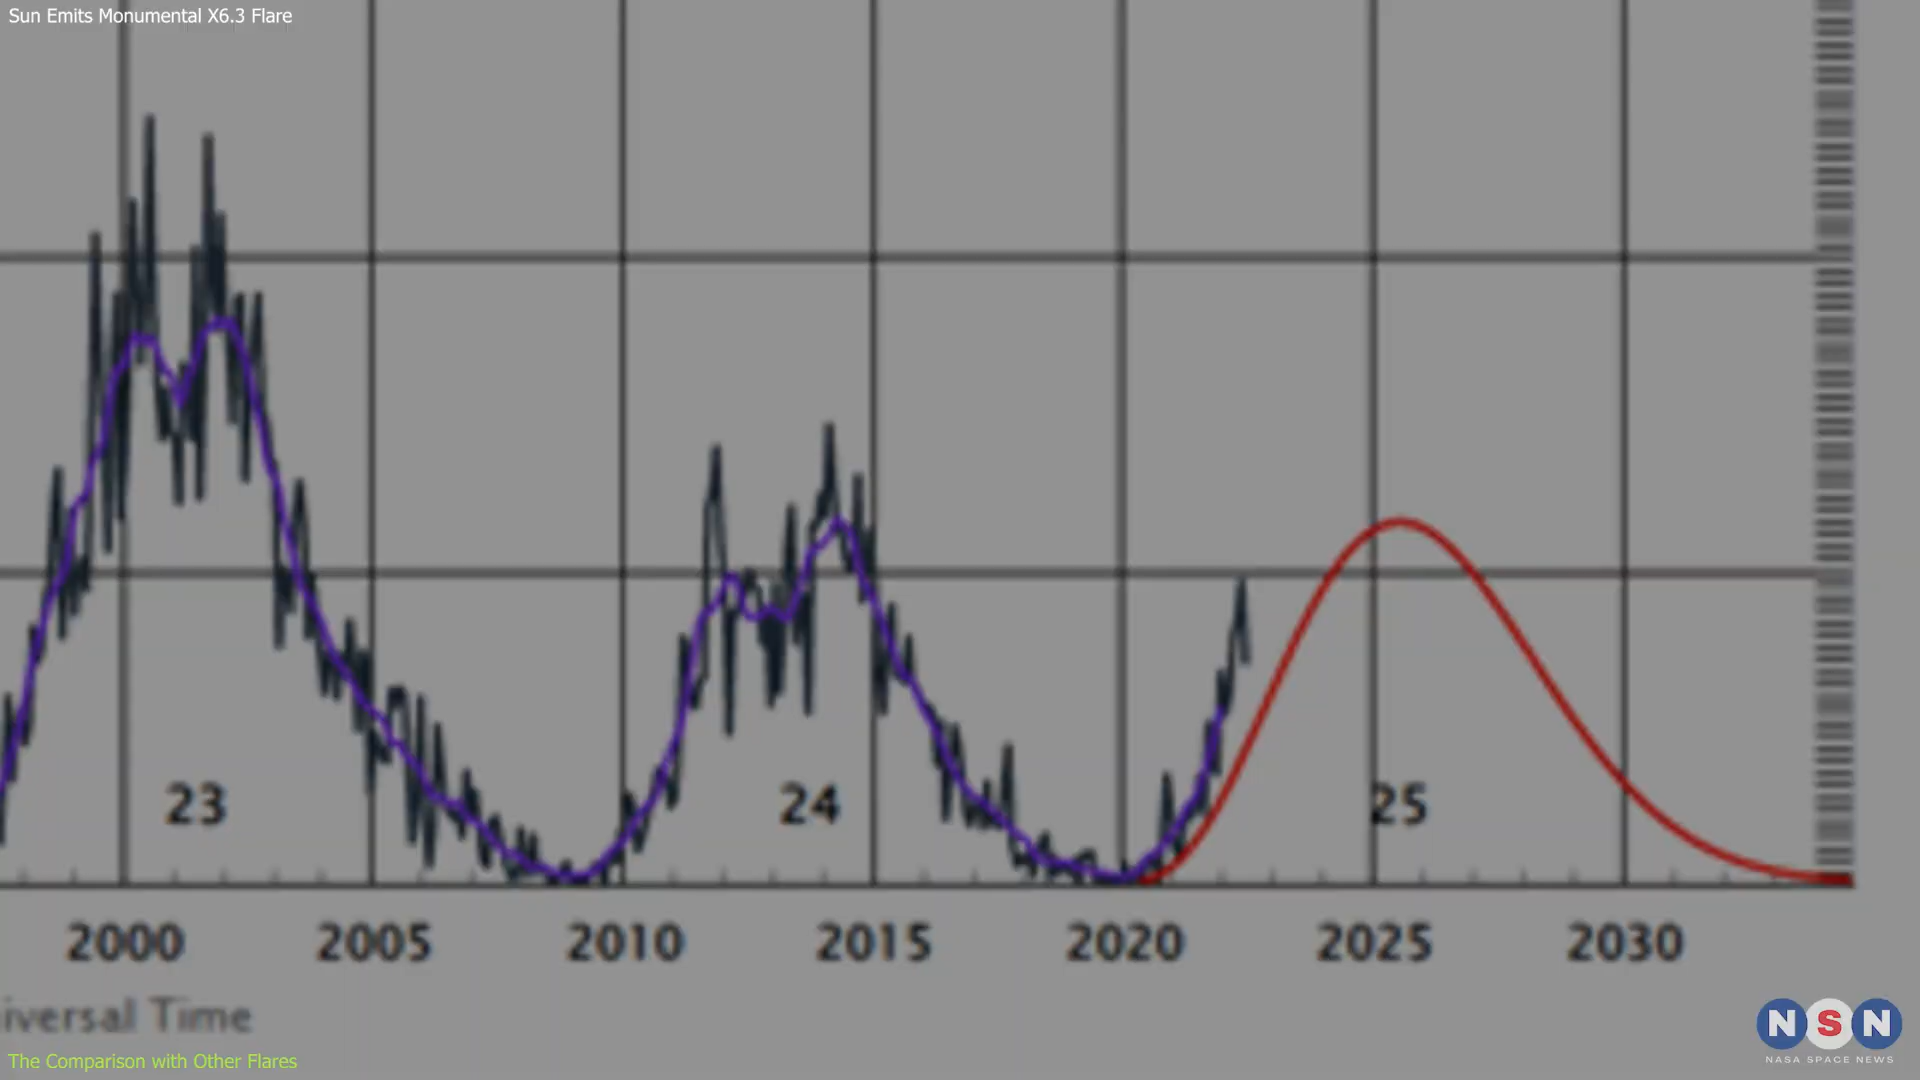 Sun Emits Monumental X6.3 Flare
23 24 25
2000 2005 2010 2015 2020 2025 2030
Time
The Comparison with Other Flares
NSN
NASA SPACE NEWS